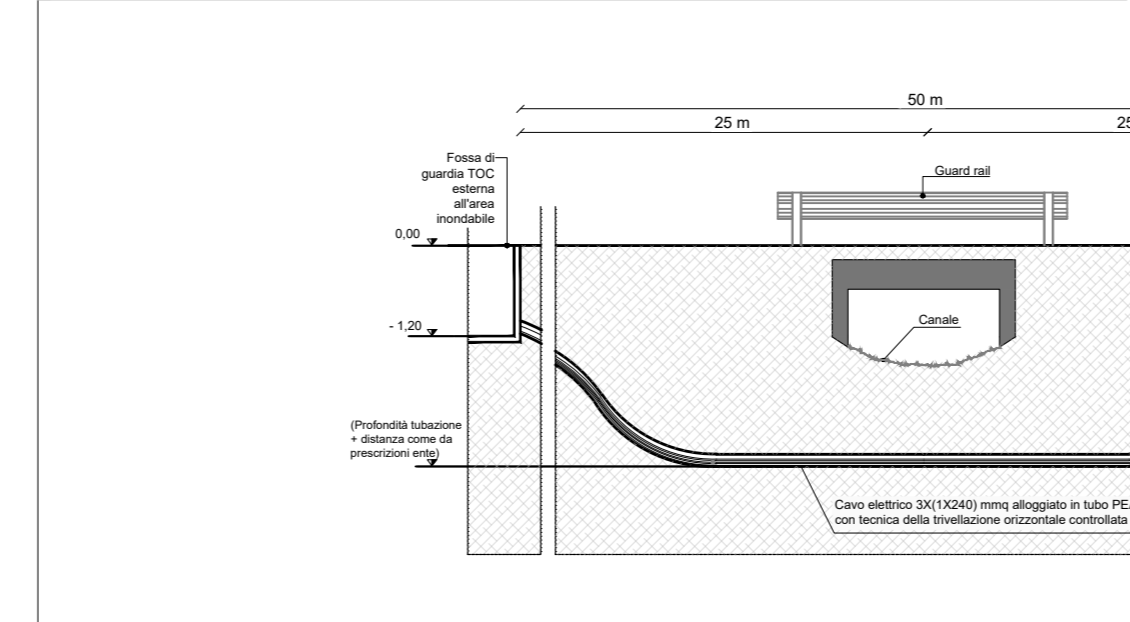 50 m
25 m
25
Fossa di
guardia TOC
esterna
all'area
inondabile
Guard rail
0,00
- 1,20
Canale
(Profondità tubazione
+ distanza come da
prescrizioni ente)
Cavo elettrico 3X(1X240) mmq alloggiato in tubo PE
con tecnica della trivellazione orizzontale controllata